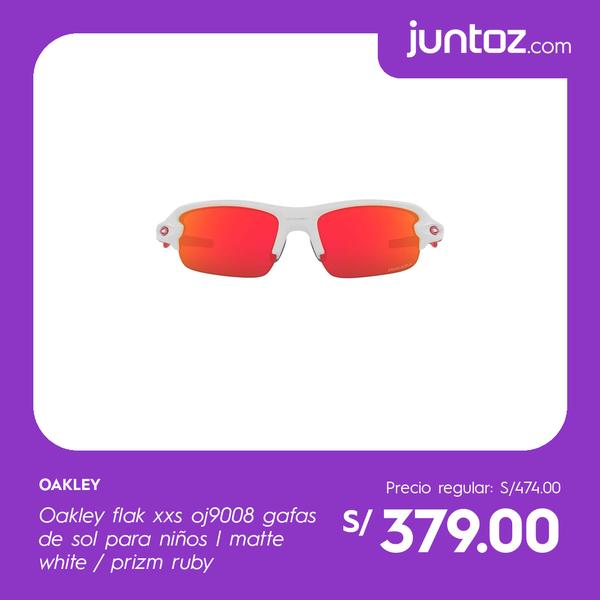 juntoz.com
OAKLEY
Oakley flak xxs oj9008 gafas
de sol para niños | matte
white / prizm ruby
Precio regular: S/474.00
S/379.00